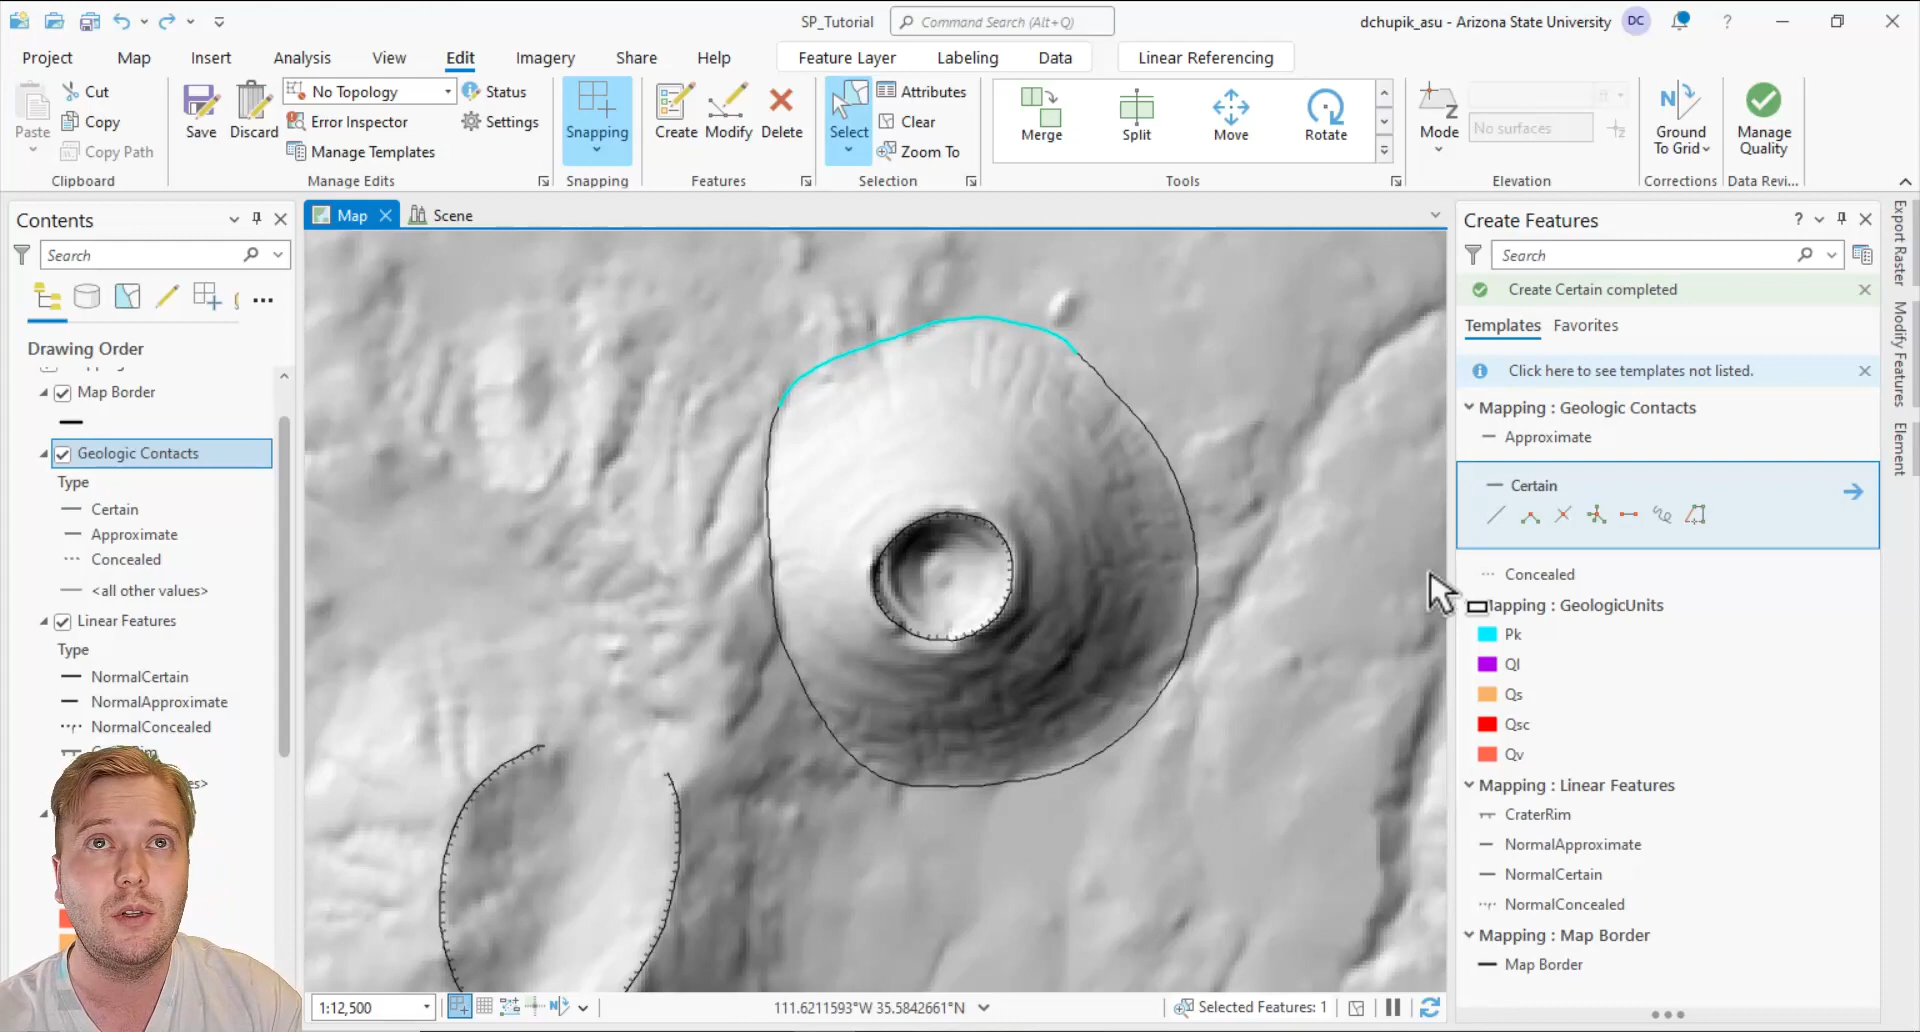 SP_Tutorial
Command Search (Alt+Q)
dchupik_asu - Arizona State University
DC
?
Project
Map
Insert
Analysis
View
Edit
Imagery
Share
Help
Feature Layer
Labeling
Data
Linear Referencing
Paste
Cut
Copy
Copy Path
Clipboard
Save
Discard
No Topology
Error Inspector
Manage Templates
Status
Settings
Manage Edits
Snapping
Snapping
Create
Modify
Delete
Features
Select
Attributes
Clear
Zoom To
Selection
Merge
Split
Move
Rotate
Tools
Mode
ft
No surfaces
Elevation
Ground To Grid
Corrections
Manage Quality
Data Revi...
Contents
Search
Drawing Order
Map Border
Geologic Contacts
Type
Certain
Approximate
Concealed
<all other values>
Linear Features
Type
NormalCertain
NormalApproximate
NormalConcealed
es>
Map
Scene
1:12,500
111.6211593°W 35.5842661°N
Selected Features: 1
Create Features
?
Search
Create Certain completed
Templates
Favorites
Click here to see templates not listed.
Mapping : Geologic Contacts
Approximate
Certain
Concealed
Mapping : GeologicUnits
Pk
Ql
Qs
Qsc
Qv
Mapping : Linear Features
CraterRim
NormalApproximate
NormalCertain
NormalConcealed
Mapping : Map Border
Map Border
Export Raster
Modify Features
Element